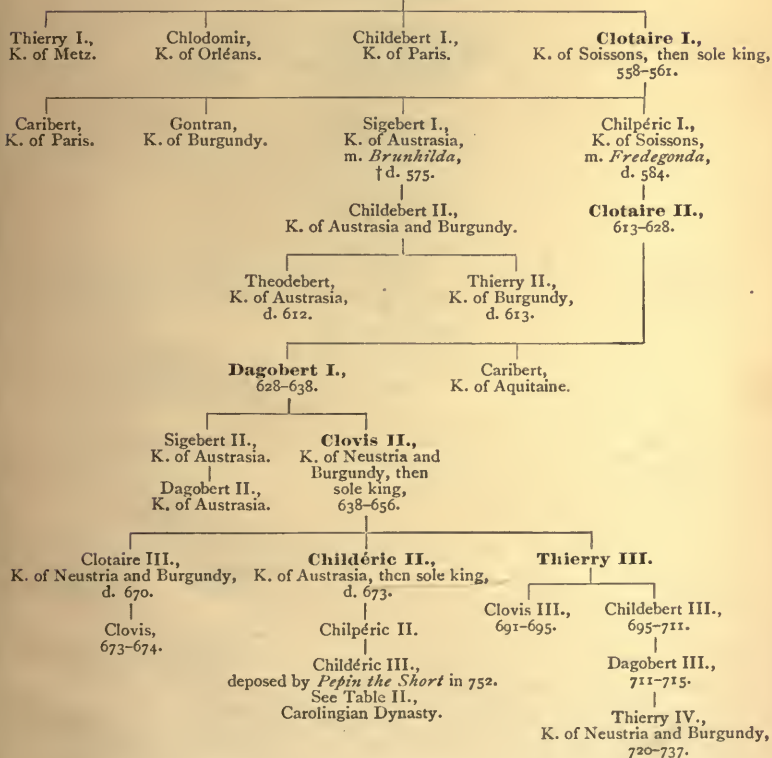 Thierry I.,
K. of Metz.
Chlodomir,
K. of Orléans.
Childebert I.,
K. of Paris.
Clotaire I.,
K. of Soissons, then sole king,
558–561.
Caribert,
K. of Paris.
Gontran,
K. of Burgundy.
Sigebert I.,
K. of Austrasia,
m. Brunhilda,
† d. 575.
Chilpéric I.,
K. of Soissons,
m. Fredegonda,
d. 584.
Childebert II.,
K. of Austrasia and Burgundy.
Clotaire II.,
613–628.
Theodebert,
K. of Austrasia,
d. 612.
Thierry II.,
K. of Burgundy,
d. 613.
Dagobert I.,
628–638.
Caribert,
K. of Aquitaine.
Sigebert II.,
K. of Austrasia.
Dagobert II.,
K. of Austrasia.
Clovis II.,
K. of Neustria and
Burgundy, then
sole king,
638–656.
Clotaire III.,
K. of Neustria and Burgundy,
d. 670.
Clovis,
673–674.
Childéric II.,
K. of Austrasia, then sole king,
d. 673.
Chilpéric II.
Childéric III.,
deposed by Pepin the Short in 752.
See Table II.,
Carolingian Dynasty.
Thierry III.
Clovis III.,
691–695.
Childebert III.,
695–711.
Dagobert III.,
711–715.
Thierry IV.,
K. of Neustria and Burgundy,
720–737.